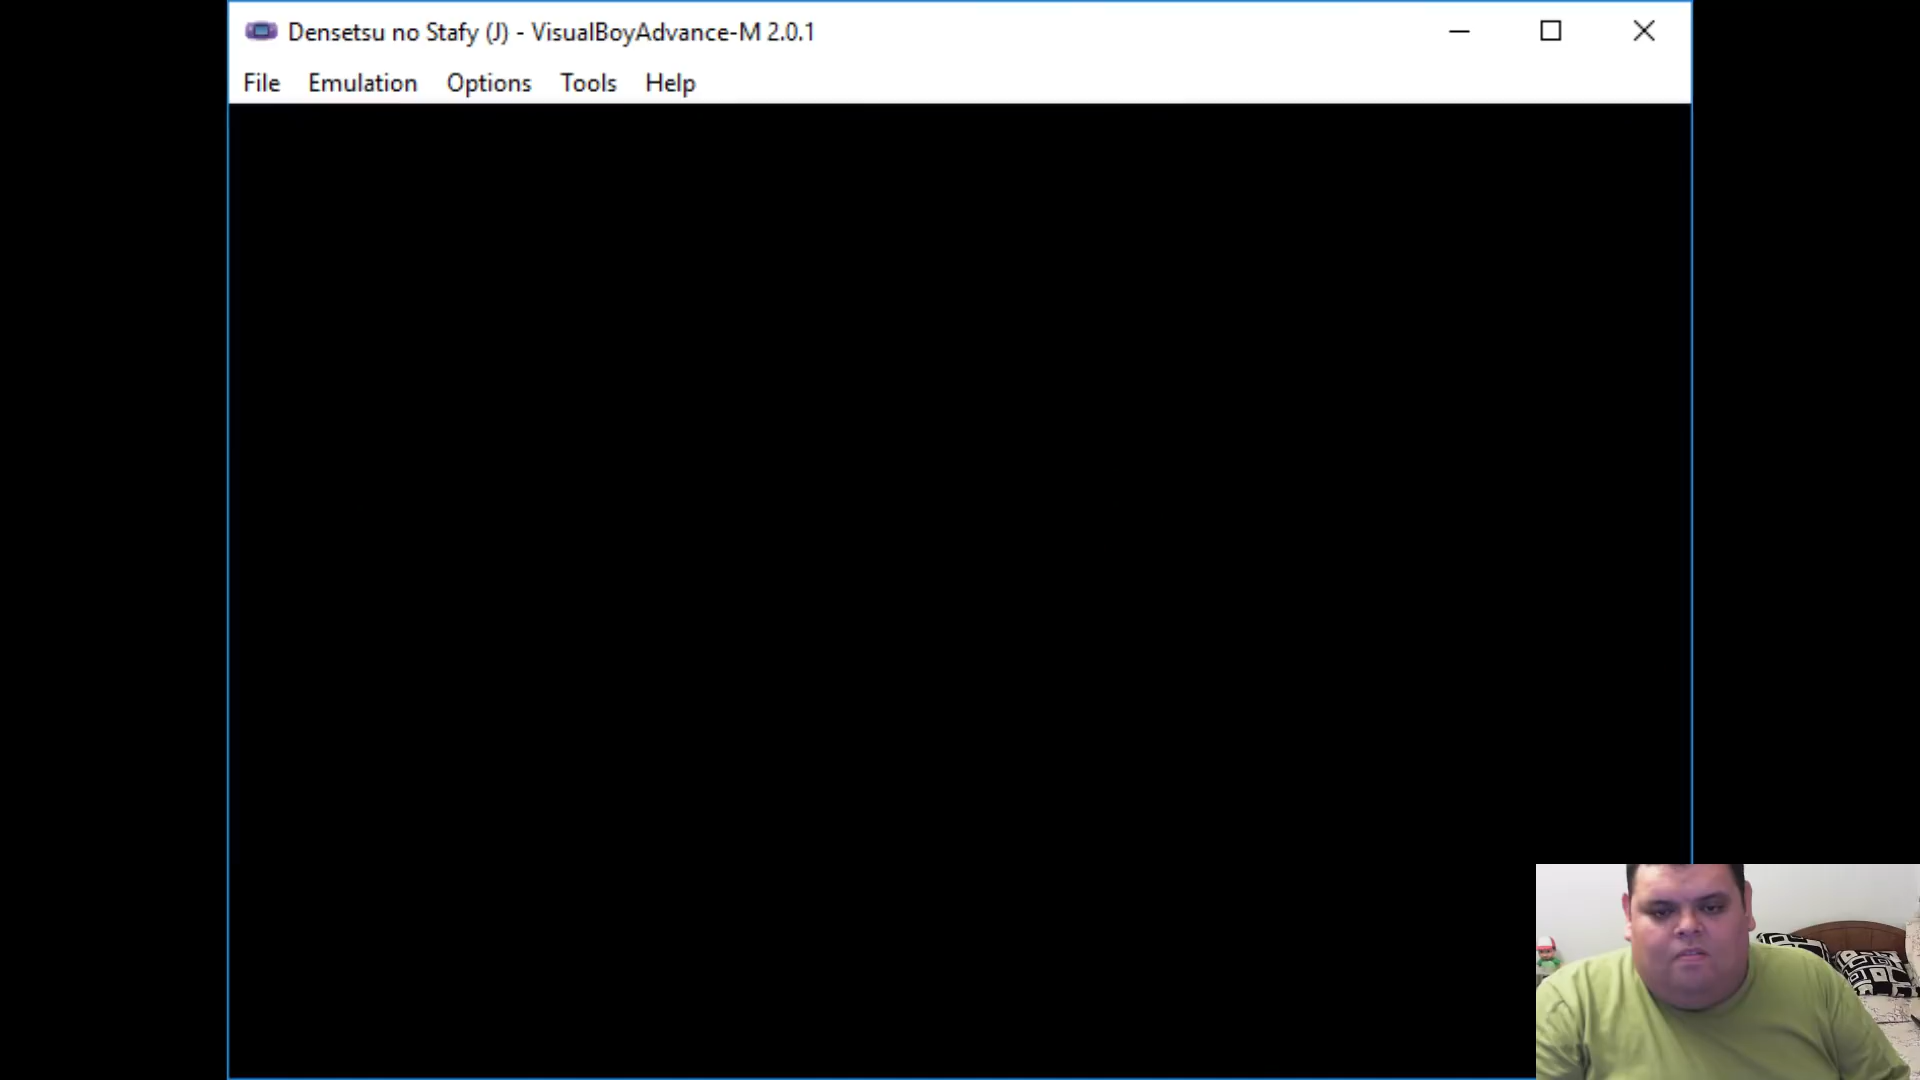 Densetsu no Stafy (J) - VisualBoyAdvance-M 2.0.1
File Emulation Options Tools Help